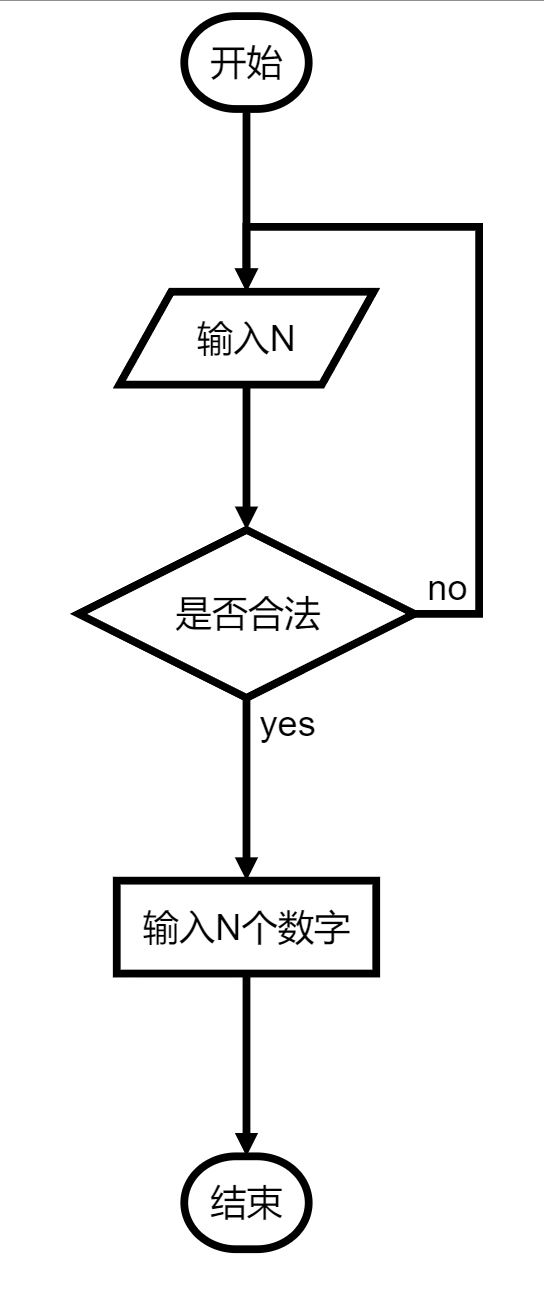 开始
输入N
是否合法
no
yes
输入N个数字
结束